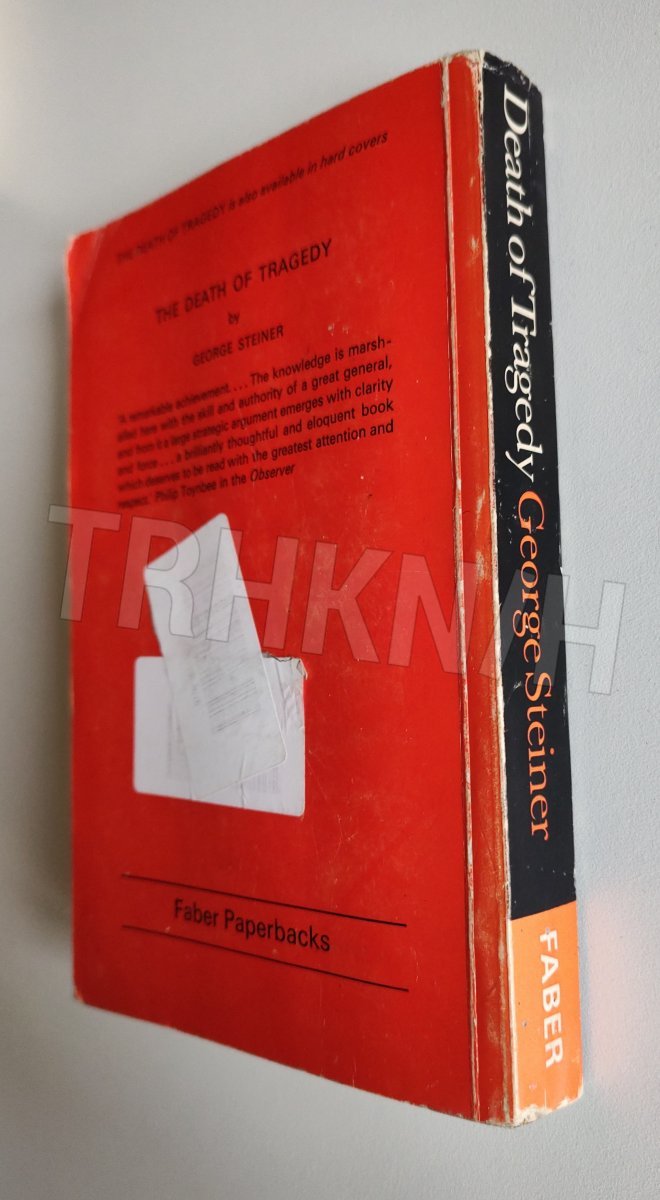 THE DEATH OF TRAGEDY is also available in hard covers
THE DEATH OF TRAGEDY
by
GEORGE STEINER
'A remarkable achievement. . . . The knowledge is marsh-
alled here with the skill and authority of a great general,
and from it a large strategic argument emerges with clarity
and force . . . a brilliantly thoughtful and eloquent book
which deserves to be read with the greatest attention and
respect.' Philip Toynbee in the Observer
Faber Paperbacks
Death of Tragedy George Steiner
FABER
TRHKN/H